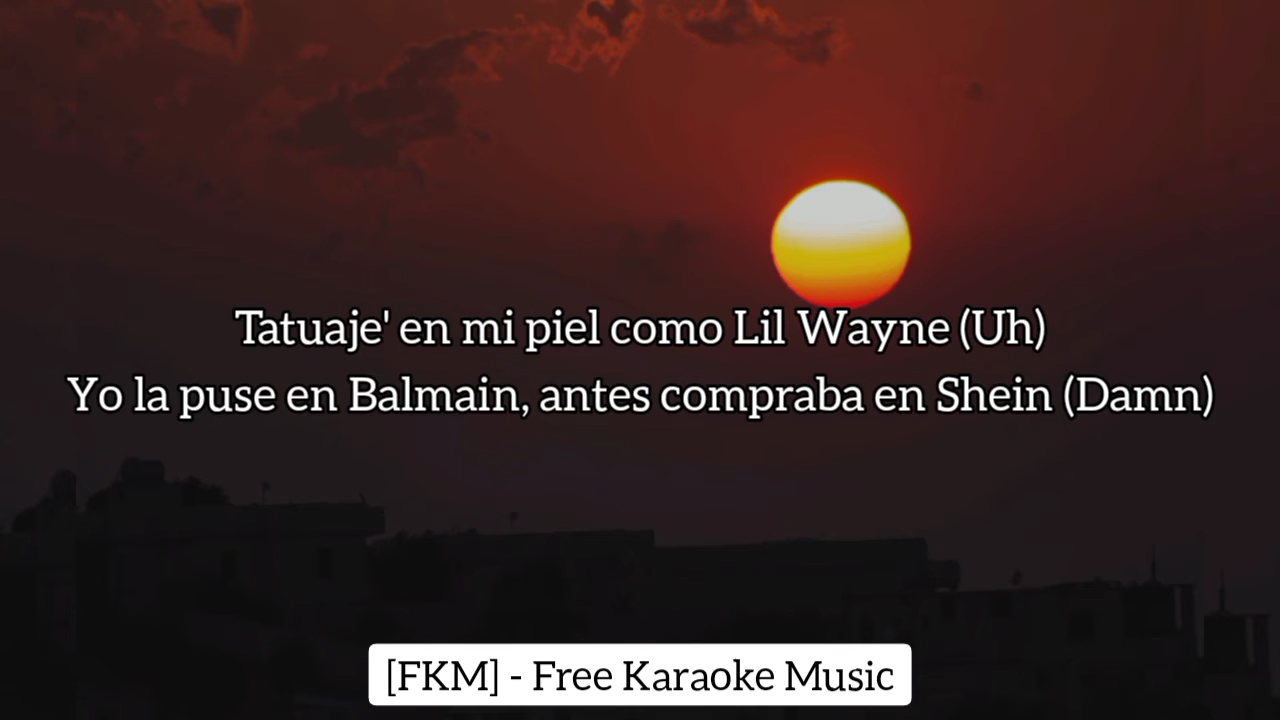 Tatuaje' en mi piel como Lil Wayne (Uh)
Yo la puse en Balmain, antes compraba en Shein (Damn)
[FKM] - Free Karaoke Music